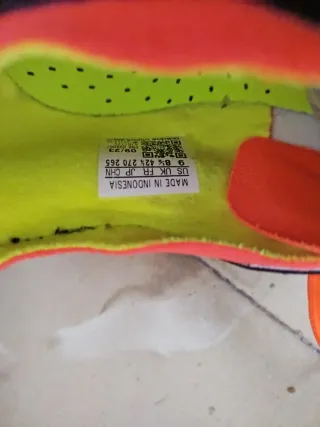 MADE IN INDONESIA
US UK FR JP CHN
9 8½ 42⅔ 270 265
09/23